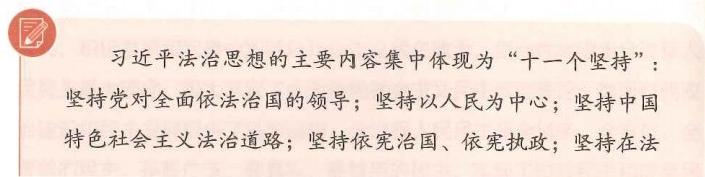 习近平法治思想的主要内容集中体现为“十一个坚持”：
坚持党对全面依法治国的领导；坚持以人民为中心；坚持中国
特色社会主义法治道路；坚持依宪治国、依宪执政；坚持在法